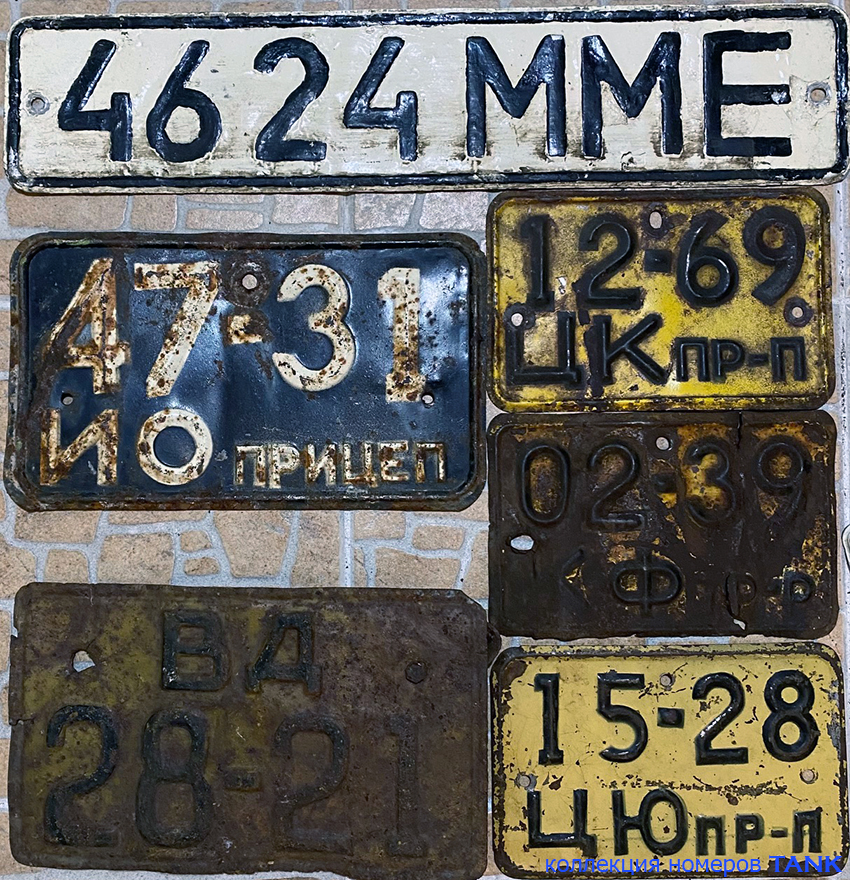 4624 ММЕ
47-31
ИО ПРИЦЕП
12-69
ЦК ПР-П
02-39
ВД
28-21
15-28
ЦЮ ПР-П
коллекция номеров TANK